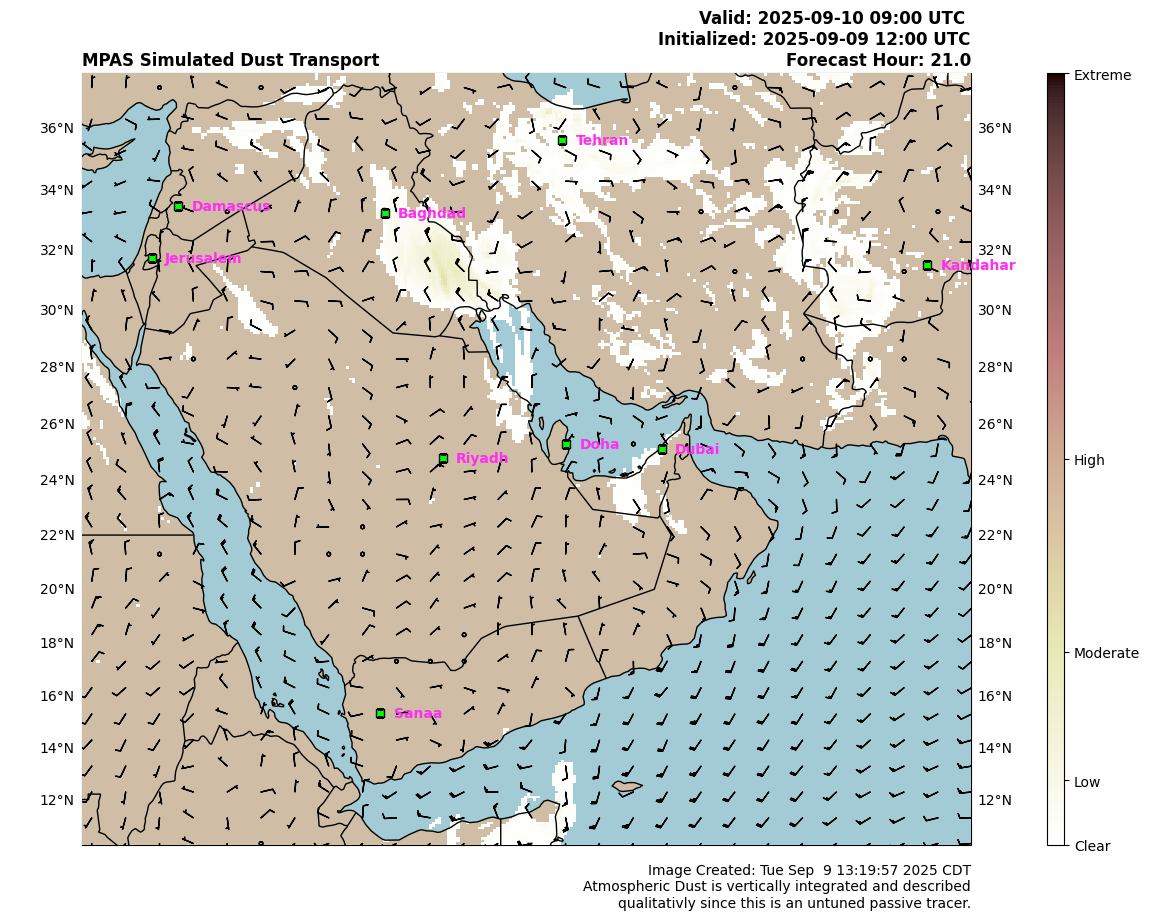 Valid: 2025-09-10 09:00 UTC
Initialized: 2025-09-09 12:00 UTC
MPAS Simulated Dust Transport
Forecast Hour: 21.0
Extreme
36°N
36°N
Tehran
34°N
34°N
Damascus
Baghdad
32°N
32°N
Jerusalem
Kandahar
30°N
30°N
28°N
28°N
26°N
26°N
Doha
Dubai
Riyadh
High
24°N
24°N
22°N
22°N
20°N
20°N
18°N
18°N
Moderate
16°N
16°N
Sanaa
14°N
14°N
Low
12°N
12°N
Clear
Image Created: Tue Sep  9 13:19:57 2025 CDT
Atmospheric Dust is vertically integrated and described
qualitativly since this is an untuned passive tracer.